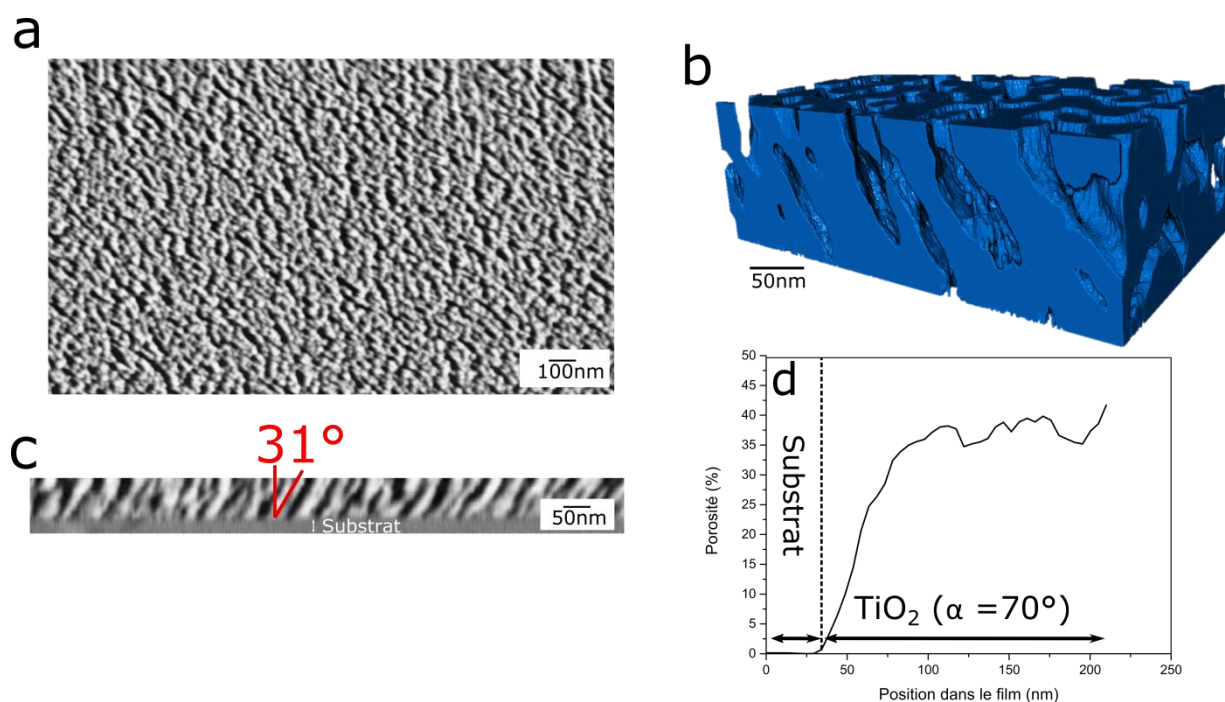 a
100nm
b
50nm
c
31°
50nm
Substrat
d
50
45
40
35
30
25
20
15
10
5
0
Porosité (%)
Substrat
TiO₂ (α =70°)
0
50
100
150
200
250
Position dans le film (nm)